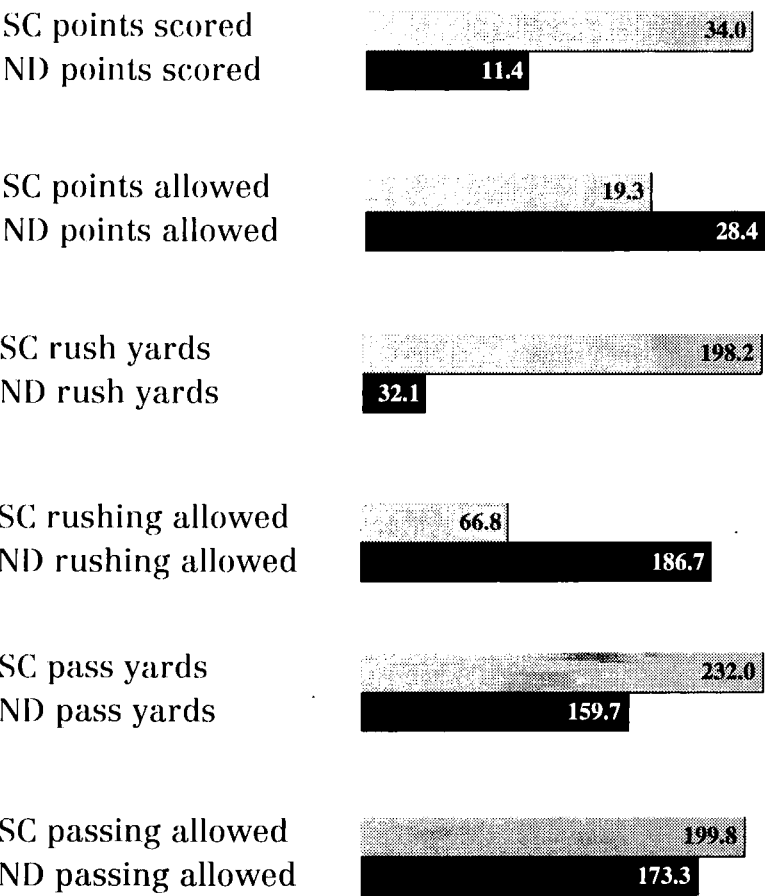 SC points scored 34.0
ND points scored 11.4
SC points allowed 19.3
ND points allowed 28.4
SC rush yards 198.2
ND rush yards 32.1
SC rushing allowed 66.8
ND rushing allowed 186.7
SC pass yards 232.0
ND pass yards 159.7
SC passing allowed 199.8
ND passing allowed 173.3